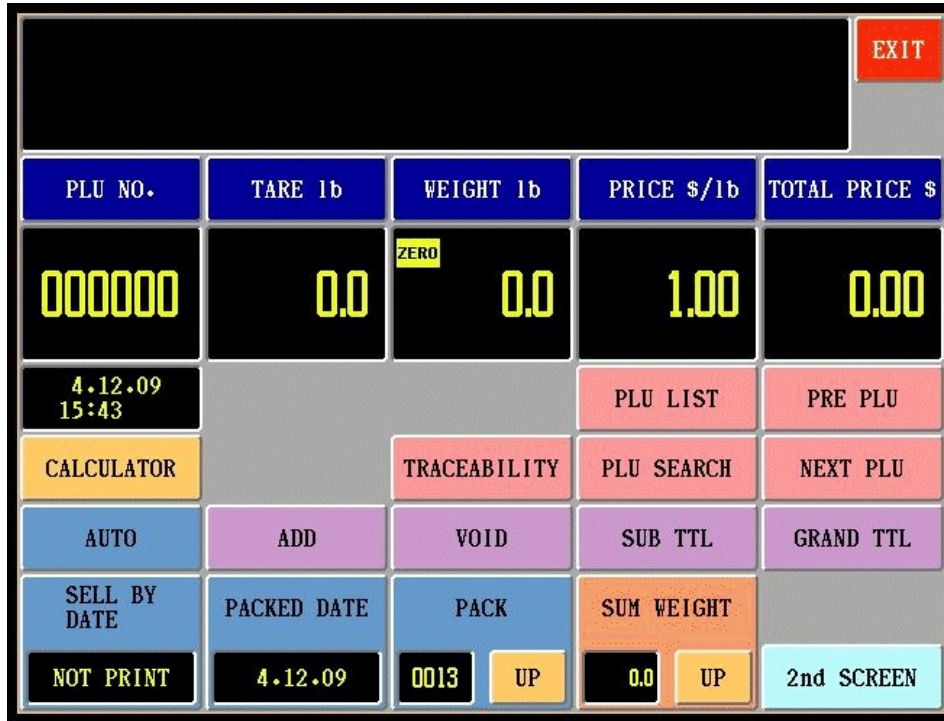 EXIT
PLU NO. TARE lb WEIGHT lb PRICE $/lb TOTAL PRICE $
ZERO
000000 0.0 0.0 1.00 0.00
4.12.09
15:43
PLU LIST PRE PLU
CALCULATOR TRACEABILITY PLU SEARCH NEXT PLU
AUTO ADD VOID SUB TTL GRAND TTL
SELL BY
DATE
PACKED DATE PACK SUM WEIGHT
NOT PRINT 4.12.09 0013 UP 0.0 UP 2nd SCREEN